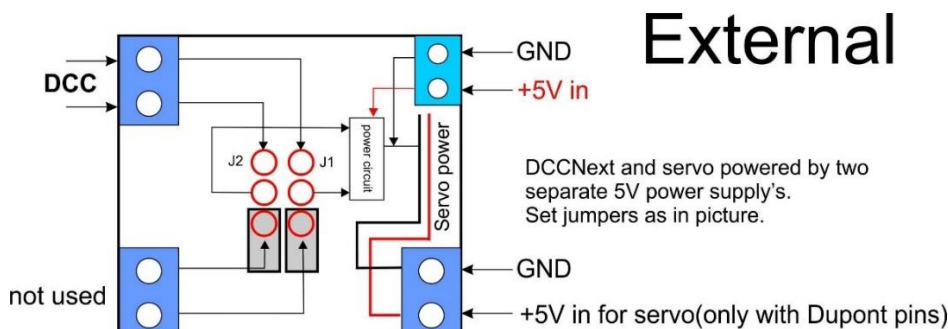 External
DCC
GND
+5V in
J2
J1
power circuit
Servo power
DCCNext and servo powered by two
separate 5V power supply's.
Set jumpers as in picture.
GND
not used
+5V in for servo(only with Dupont pins)